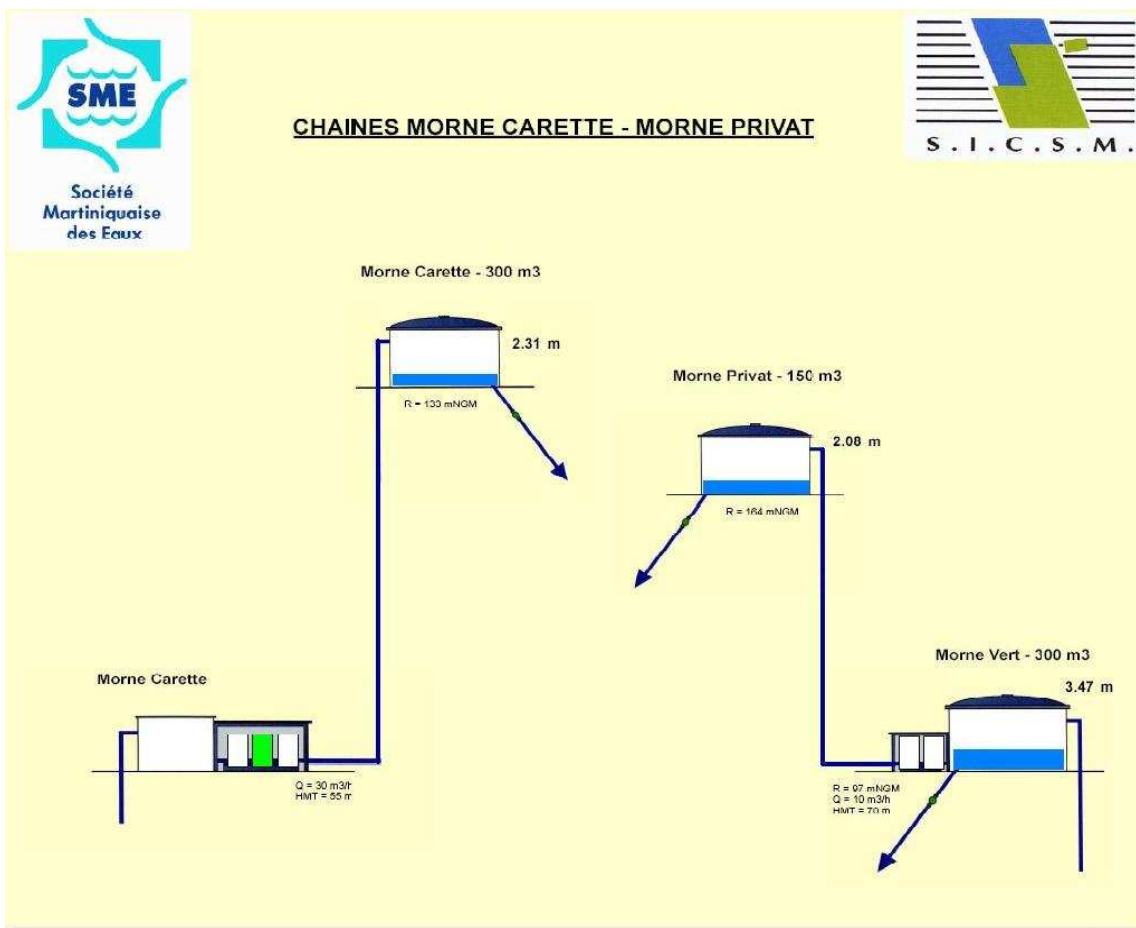 SME
Société
Martiniquaise
des Eaux
CHAINES MORNE CARETTE - MORNE PRIVAT
S.I.C.S.M.
Morne Carette - 300 m3
2.31 m
R = 133 mNGM
Morne Privat - 150 m3
2.08 m
R = 164 mNGM
Morne Vert - 300 m3
3.47 m
Morne Carette
Q = 30 m3/h
HMT = 55 m
R = 97 mNGM
Q = 10 m3/h
HMT = 70 m